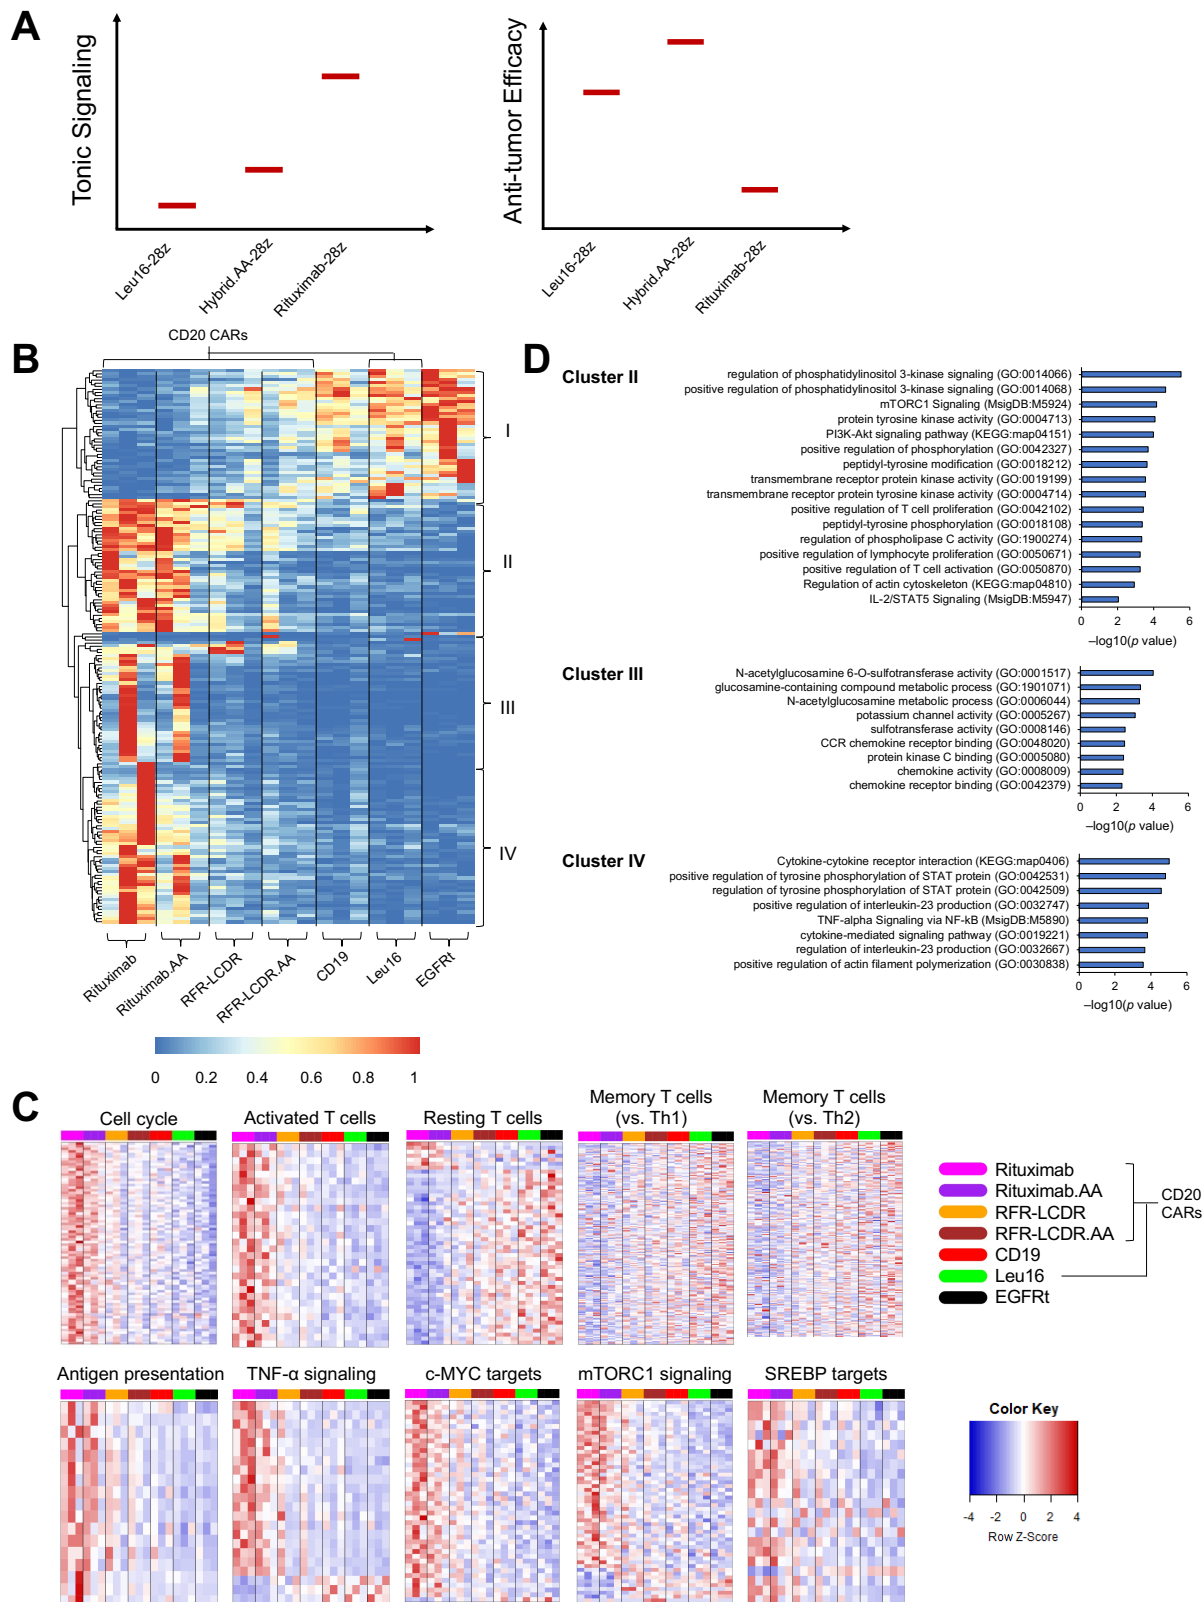 A
Tonic Signaling
Leu16-28z
Hybrid.AA-28z
Rituximab-28z
Anti-tumor Efficacy
Leu16-28z
Hybrid.AA-28z
Rituximab-28z
B
CD20 CARs
I
II
III
IV
Rituximab
Rituximab.AA
RFR-LCDR
RFR-LCDR.AA
CD19
Leu16
EGFRt
0 0.2 0.4 0.6 0.8 1
D
Cluster II
regulation of phosphatidylinositol 3-kinase signaling (GO:0014066)
positive regulation of phosphatidylinositol 3-kinase signaling (GO:0014068)
mTORC1 Signaling (MsigDB:M5924)
protein tyrosine kinase activity (GO:0004713)
PI3K-Akt signaling pathway (KEGG:map04151)
positive regulation of phosphorylation (GO:0042327)
peptidyl-tyrosine modification (GO:0018212)
transmembrane receptor protein kinase activity (GO:0019199)
transmembrane receptor protein tyrosine kinase activity (GO:0004714)
positive regulation of T cell proliferation (GO:0042102)
peptidyl-tyrosine phosphorylation (GO:0018108)
regulation of phospholipase C activity (GO:1900274)
positive regulation of lymphocyte proliferation (GO:0050671)
positive regulation of T cell activation (GO:0050870)
Regulation of actin cytoskeleton (KEGG:map04810)
IL-2/STAT5 Signaling (MsigDB:M5947)
0 2 4 6 8
–log10(p value)
Cluster III
N-acetylglucosamine 6-O-sulfotransferase activity (GO:0001517)
glucosamine-containing compound metabolic process (GO:1901071)
N-acetylglucosamine metabolic process (GO:0006044)
potassium channel activity (GO:0005267)
sulfotransferase activity (GO:0008146)
CCR chemokine receptor binding (GO:0048020)
protein kinase C binding (GO:0005080)
chemokine activity (GO:0008009)
chemokine receptor binding (GO:0042379)
0 2 4 6
–log10(p value)
Cluster IV
Cytokine-cytokine receptor interaction (KEGG:map0406)
positive regulation of tyrosine phosphorylation of STAT protein (GO:0042531)
regulation of tyrosine phosphorylation of STAT protein (GO:0042509)
positive regulation of interleukin-23 production (GO:0032747)
TNF-alpha Signaling via NF-kB (MsigDB:M5890)
cytokine-mediated signaling pathway (GO:0019221)
regulation of interleukin-23 production (GO:0032667)
positive regulation of actin filament polymerization (GO:0030838)
0 2 4 6
–log10(p value)
C
Cell cycle
Activated T cells
Resting T cells
Memory T cells
(vs. Th1)
Memory T cells
(vs. Th2)
Antigen presentation
TNF-α signaling
c-MYC targets
mTORC1 signaling
SREBP targets
Rituximab
Rituximab.AA
RFR-LCDR
RFR-LCDR.AA
CD19
Leu16
EGFRt
CD20
CARs
Color Key
-4 -2 0 2 4
Row Z-Score